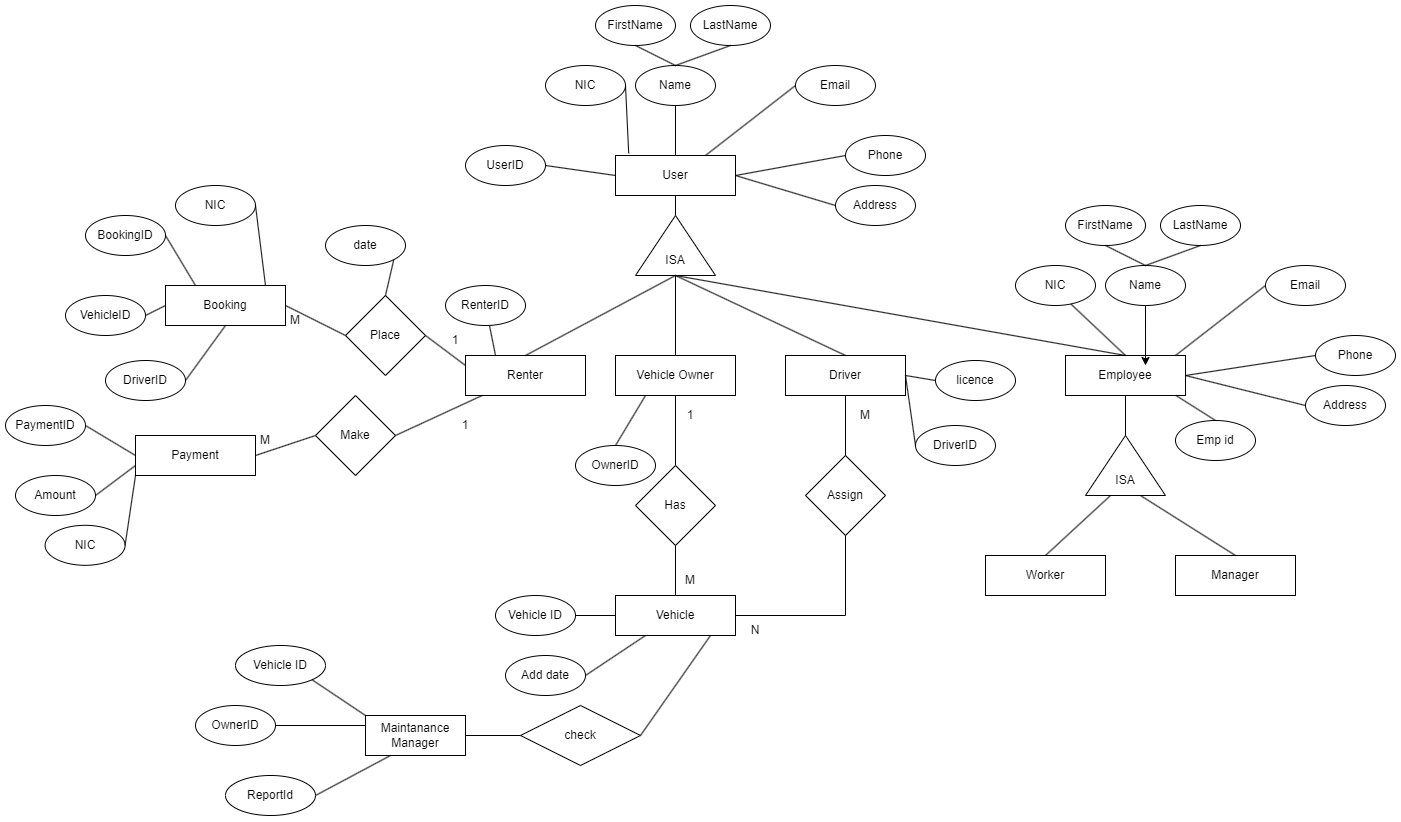 FirstName
LastName
NIC
Name
Email
UserID
User
Phone
Address
ISA
NIC
BookingID
date
VehicleID
Booking
M
DriverID
Place
1
RenterID
Renter
Vehicle Owner
Driver
licence
DriverID
FirstName
LastName
NIC
Name
Email
Employee
Phone
Address
Emp id
ISA
Worker
Manager
PaymentID
Payment
M
Make
1
Amount
NIC
OwnerID
1
Has
M
M
Assign
N
Vehicle ID
Vehicle
Add date
Vehicle ID
OwnerID
Maintanance
Manager
check
ReportId